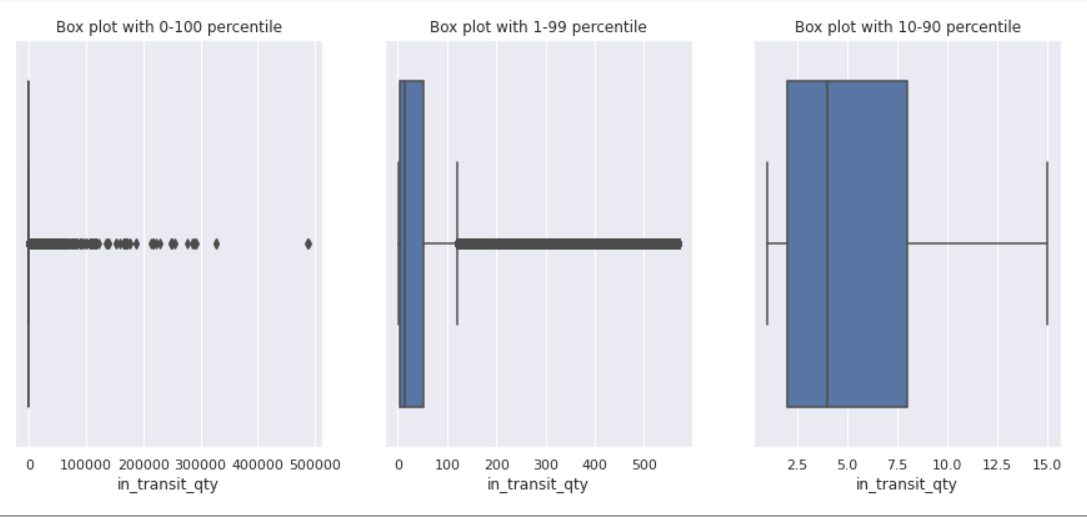 Box plot with 0-100 percentile
0 100000 200000 300000 400000 500000
in_transit_qty
Box plot with 1-99 percentile
0 100 200 300 400 500
in_transit_qty
Box plot with 10-90 percentile
2.5 5.0 7.5 10.0 12.5 15.0
in_transit_qty